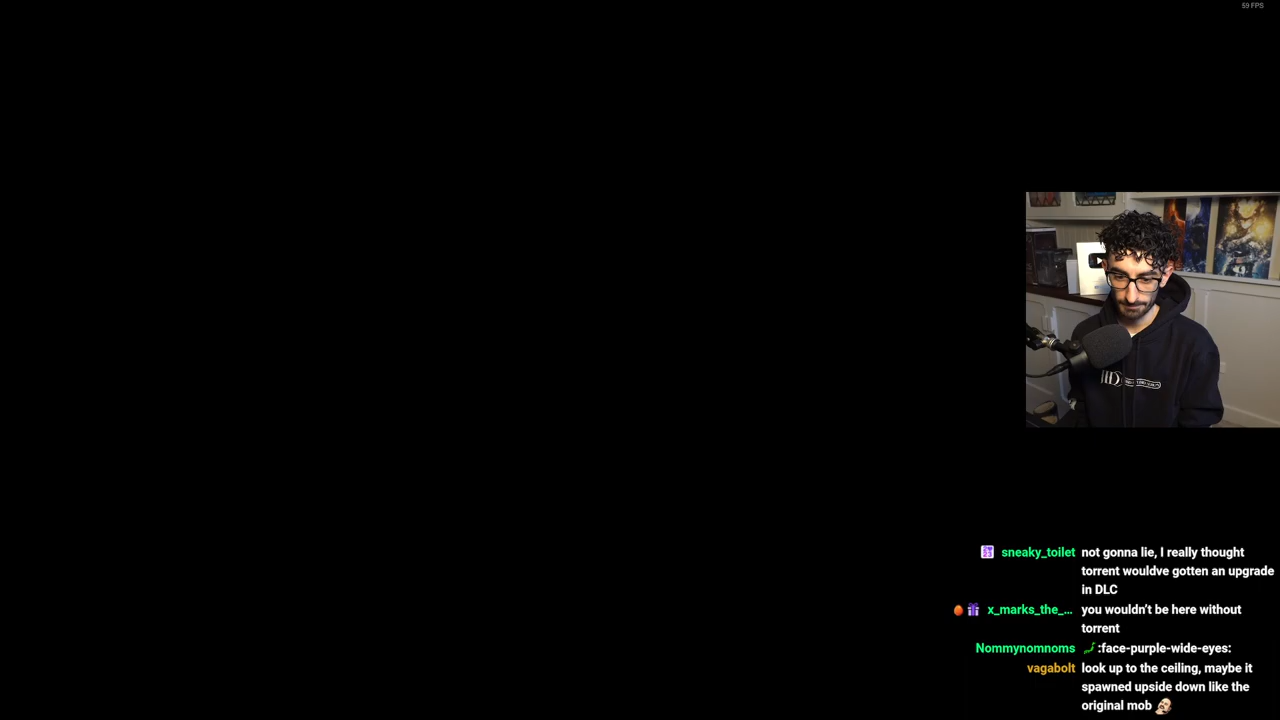 59 FPS
sneaky_toilet not gonna lie, I really thought
torrent wouldve gotten an upgrade
in DLC
x_marks_the_... you wouldn't be here without
torrent
Nommynomnoms :face-purple-wide-eyes:
vagabolt look up to the ceiling, maybe it
spawned upside down like the
original mob